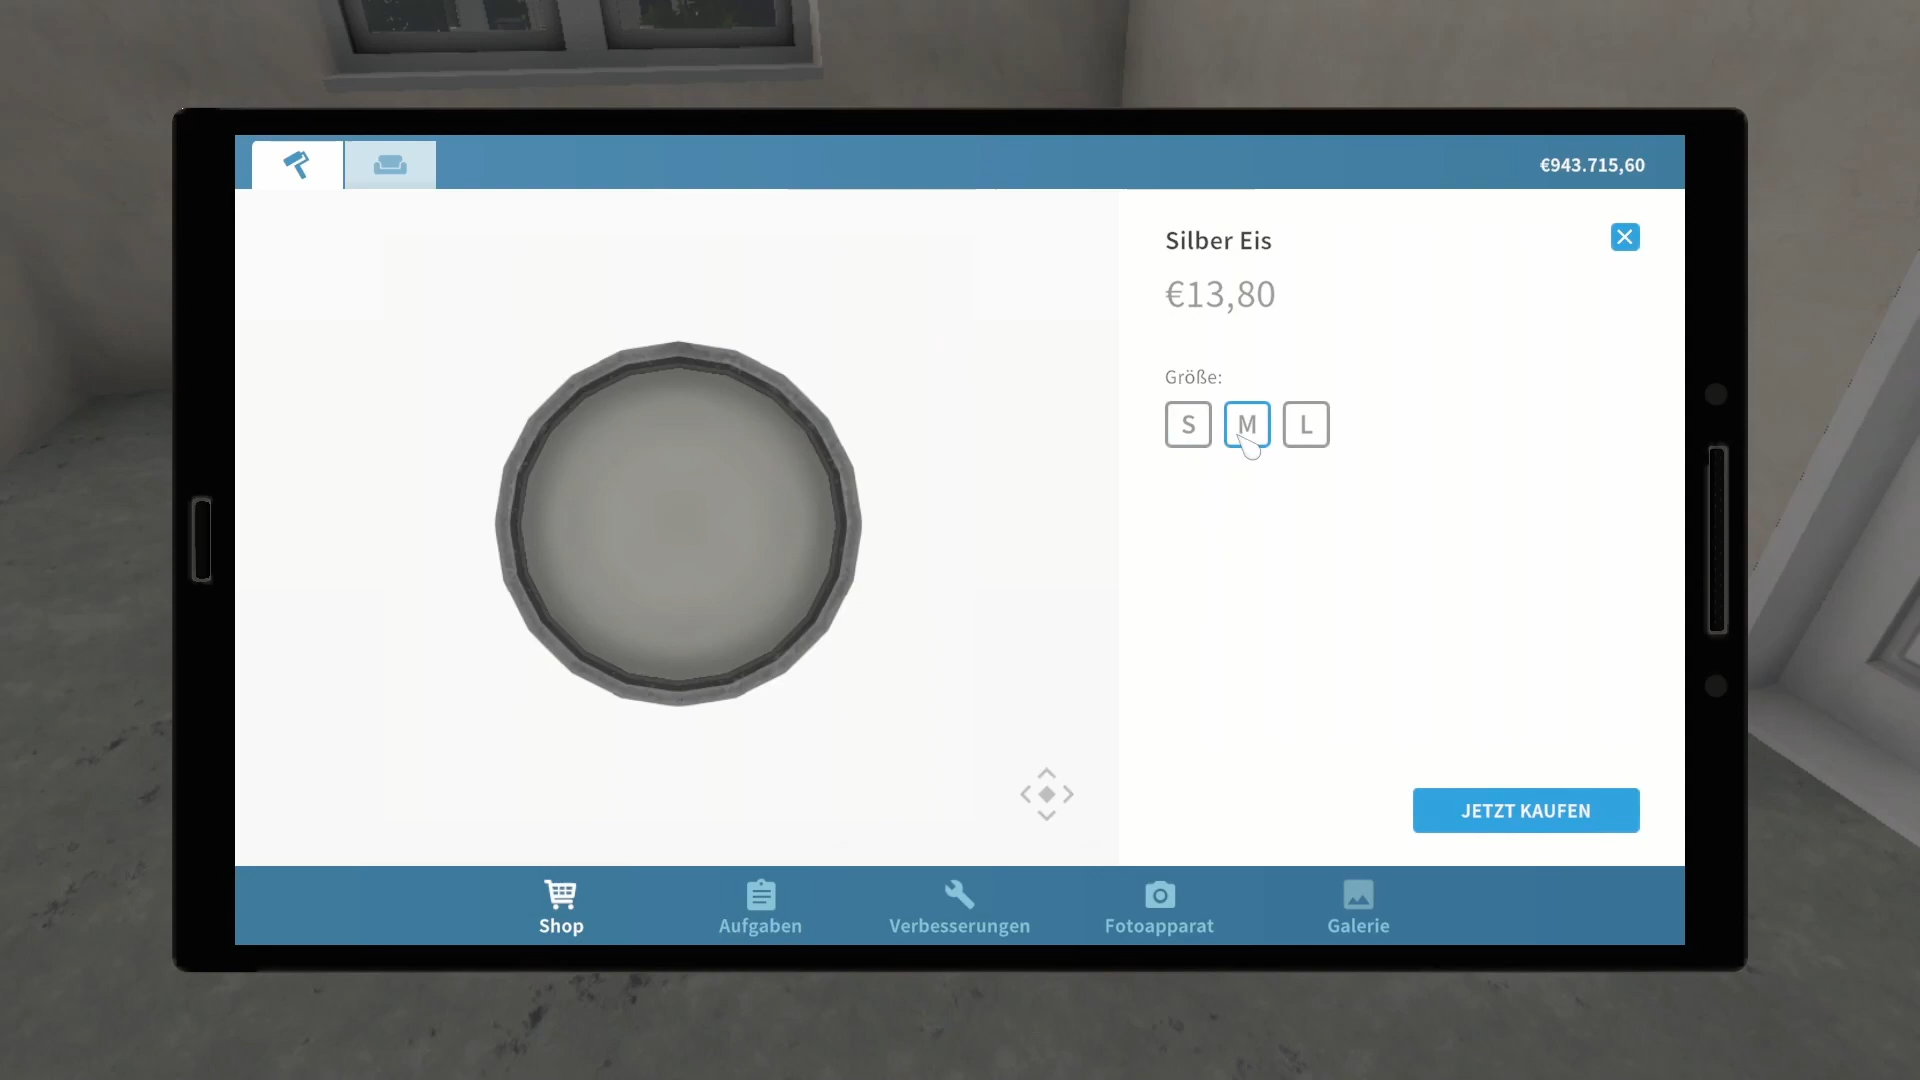 €943.715,60
Silber Eis
€13,80
Größe:
S M L
JETZT KAUFEN
Shop Aufgaben Verbesserungen Fotoapparat Galerie